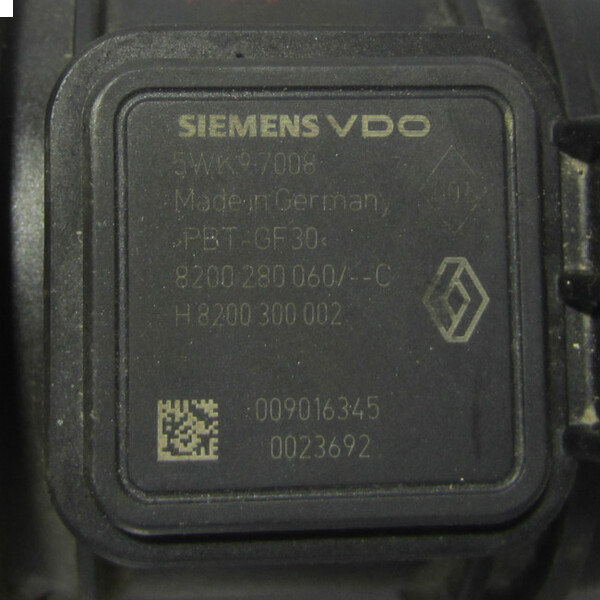 SIEMENS VDO
5WK9 7008
Made in Germany
>PBT-GF30<
8200 280 060/--C
H 8200 300 002
009016345
0023692